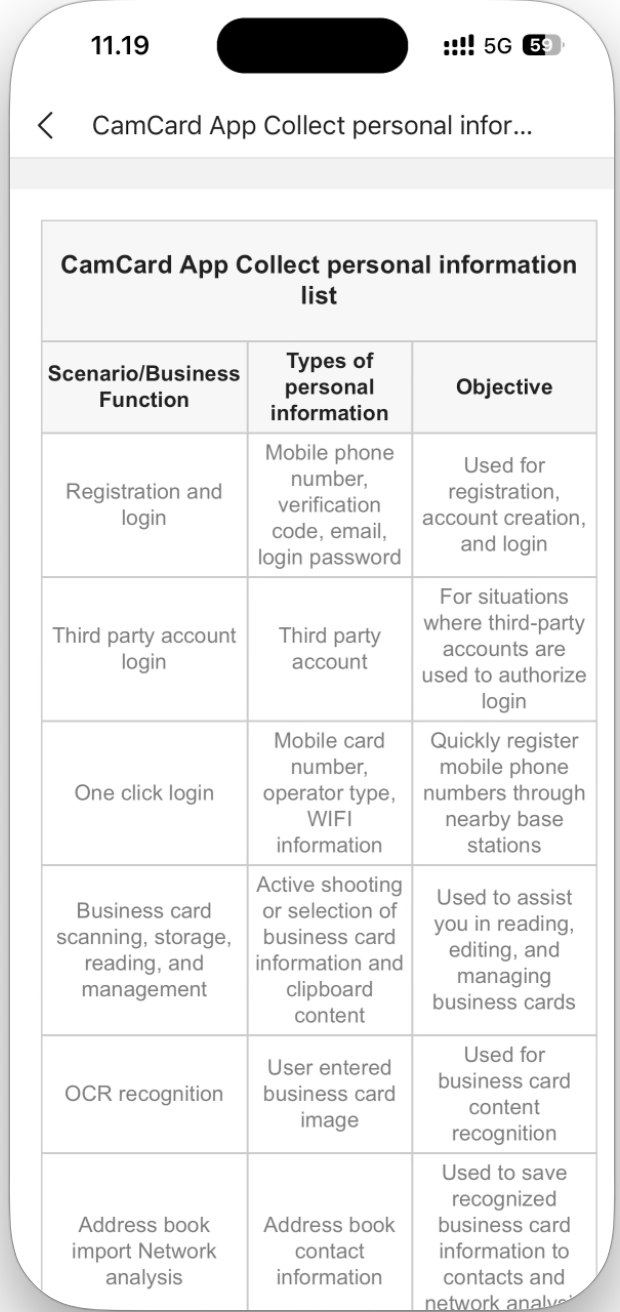 11.19
5G 59
CamCard App Collect personal infor...
CamCard App Collect personal information
list
Scenario/Business
Function
Types of
personal
information
Objective
Registration and
login
Mobile phone
number,
verification
code, email,
login password
Used for
registration,
account creation,
and login
Third party account
login
Third party
account
For situations
where third-party
accounts are
used to authorize
login
One click login
Mobile card
number,
operator type,
WIFI
information
Quickly register
mobile phone
numbers through
nearby base
stations
Business card
scanning, storage,
reading, and
management
Active shooting
or selection of
business card
information and
clipboard
content
Used to assist
you in reading,
editing, and
managing
business cards
OCR recognition
User entered
business card
image
Used for
business card
content
recognition
Address book
import Network
analysis
Address book
contact
information
Used to save
recognized
business card
information to
contacts and
network